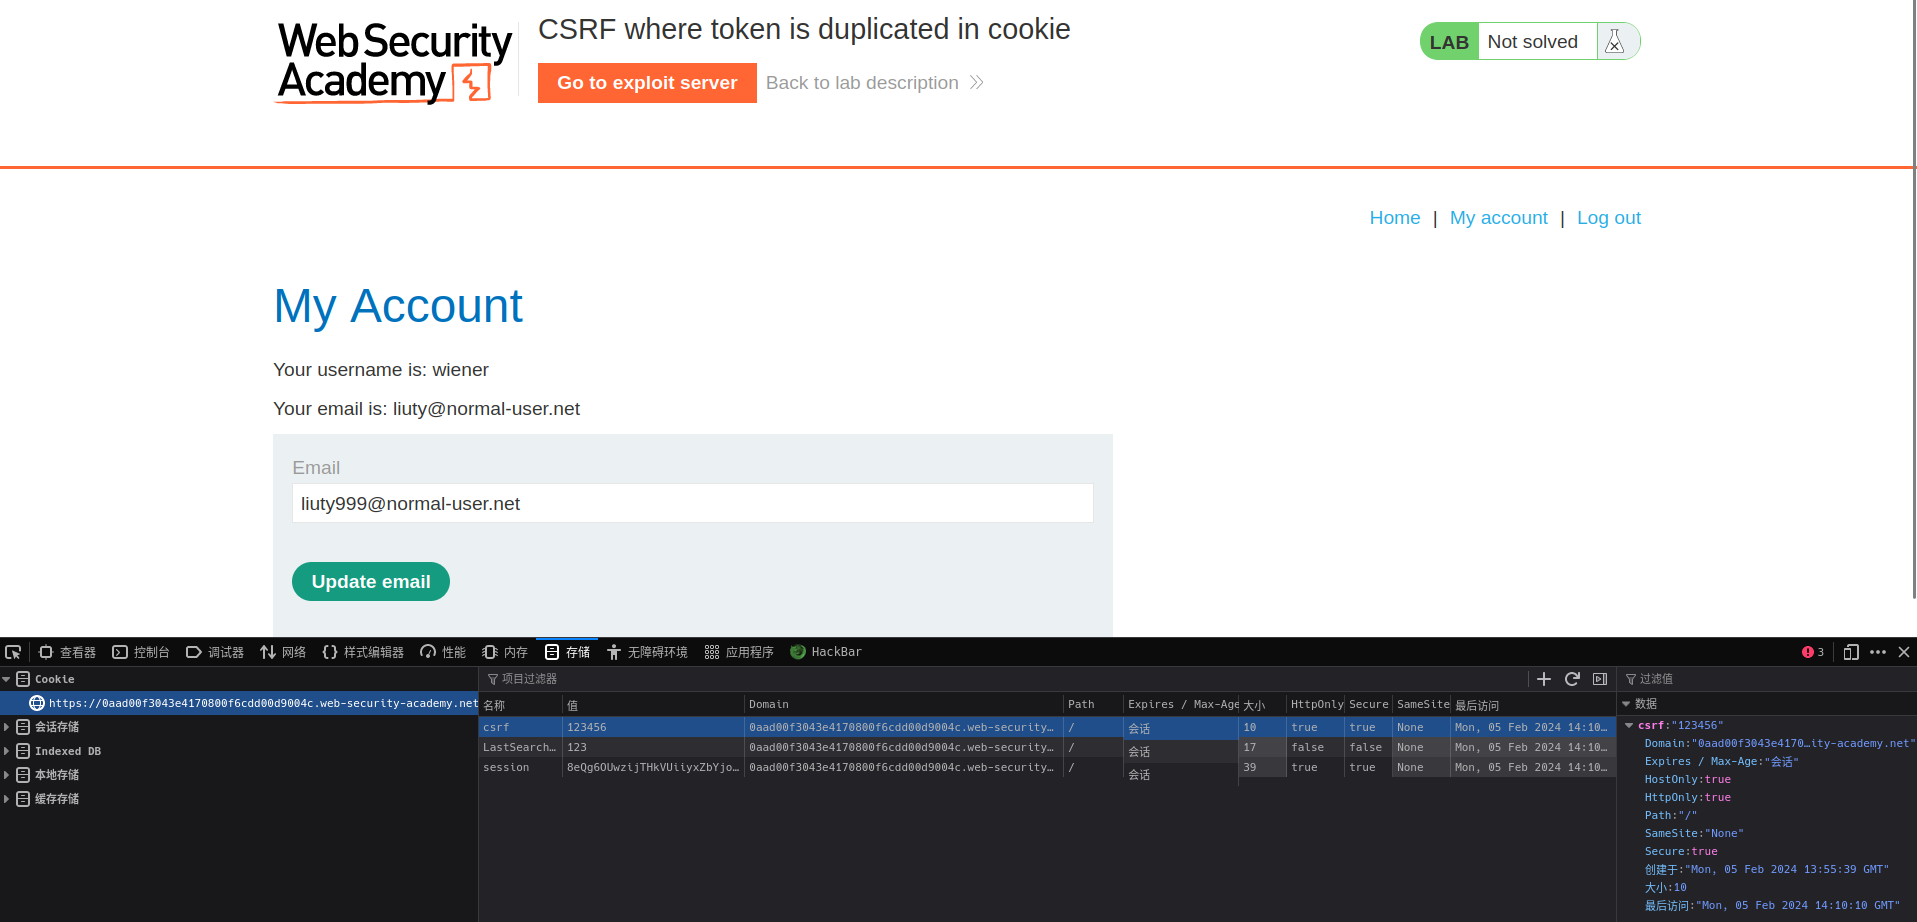 Web Security
Academy
CSRF where token is duplicated in cookie
Go to exploit server
Back to lab description
LAB Not solved
Home | My account | Log out
My Account
Your username is: wiener
Your email is: liuty@normal-user.net
Email
liuty999@normal-user.net
Update email
查看器 控制台 调试器 网络 样式编辑器 性能 内存 存储 无障碍环境 应用程序 HackBar 3
Cookie
https://0aad00f3043e4170800f6cdd00d9004c.web-security-academy.net
会话存储
Indexed DB
本地存储
缓存存储
项目过滤器
名称 值 Domain Path Expires / Max-Age 大小 HttpOnly Secure SameSite 最后访问
csrf 123456 0aad00f3043e4170800f6cdd00d9004c.web-security… / 会话 10 true true None Mon, 05 Feb 2024 14:10…
LastSearch… 123 0aad00f3043e4170800f6cdd00d9004c.web-security… / 会话 17 false false None Mon, 05 Feb 2024 14:10…
session 8eQg6OUwzijTHkVUiiyxZbYjo… 0aad00f3043e4170800f6cdd00d9004c.web-security… / 会话 39 true true None Mon, 05 Feb 2024 14:10…
过滤值
数据
csrf:"123456"
Domain:"0aad00f3043e4170…ity-academy.net"
Expires / Max-Age:"会话"
HostOnly:true
HttpOnly:true
Path:"/"
SameSite:"None"
Secure:true
创建于:"Mon, 05 Feb 2024 13:55:39 GMT"
大小:10
最后访问:"Mon, 05 Feb 2024 14:10:10 GMT"